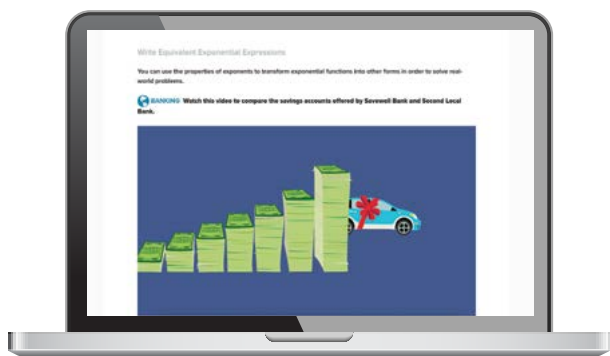 Write Equivalent Exponential Expressions
You can use the properties of exponents to transform exponential functions into other forms in order to solve real-
world problems.
BANKING Watch this video to compare the savings accounts offered by Savewell Bank and Second Local
Bank.